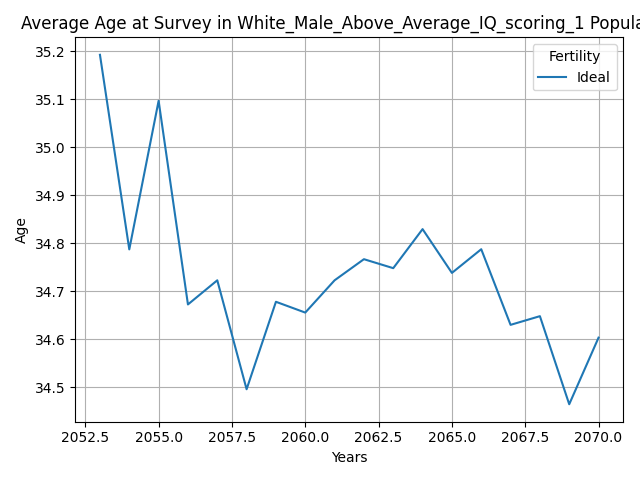 Average Age at Survey in White_Male_Above_Average_IQ_scoring_1 Popula
35.2
35.1
35.0
34.9
34.8
34.7
34.6
34.5
Age
Fertility
Ideal
2052.5 2055.0 2057.5 2060.0 2062.5 2065.0 2067.5 2070.0
Years